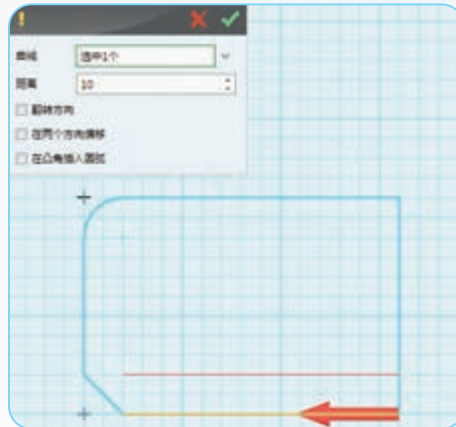 !
曲线 选中1个
距离 10
翻转方向
在两个方向偏移
在凸角插入圆弧